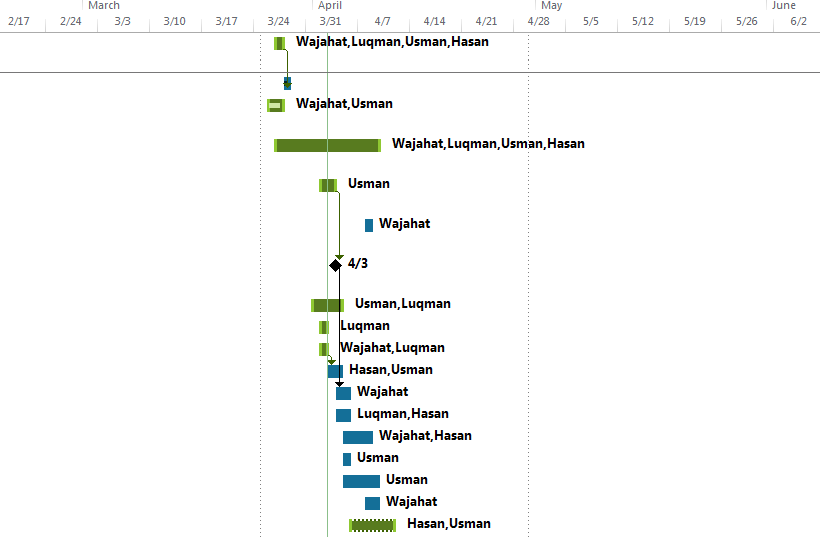 March April May June
2/17 2/24 3/3 3/10 3/17 3/24 3/31 4/7 4/14 4/21 4/28 5/5 5/12 5/19 5/26 6/2
Wajahat,Luqman,Usman,Hasan
Wajahat,Usman
Wajahat,Luqman,Usman,Hasan
Usman
Wajahat
4/3
Usman,Luqman
Luqman
Wajahat,Luqman
Hasan,Usman
Wajahat
Luqman,Hasan
Wajahat,Hasan
Usman
Usman
Wajahat
Hasan,Usman